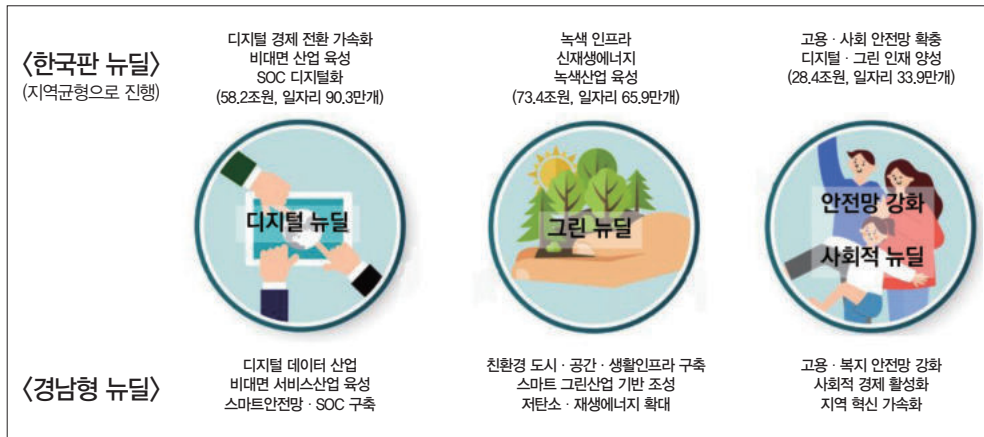 〈한국판 뉴딜〉
(지역균형으로 진행)
디지털 경제 전환 가속화
비대면 산업 육성
SOC 디지털화
(58.2조원, 일자리 90.3만개)
녹색 인프라
신재생에너지
녹색산업 육성
(73.4조원, 일자리 65.9만개)
고용 · 사회 안전망 확충
디지털 · 그린 인재 양성
(28.4조원, 일자리 33.9만개)
디지털 뉴딜
그린 뉴딜
안전망 강화
사회적 뉴딜
〈경남형 뉴딜〉
디지털 데이터 산업
비대면 서비스산업 육성
스마트안전망 · SOC 구축
친환경 도시 · 공간 · 생활인프라 구축
스마트 그린산업 기반 조성
저탄소 · 재생에너지 확대
고용 · 복지 안전망 강화
사회적 경제 활성화
지역 혁신 가속화